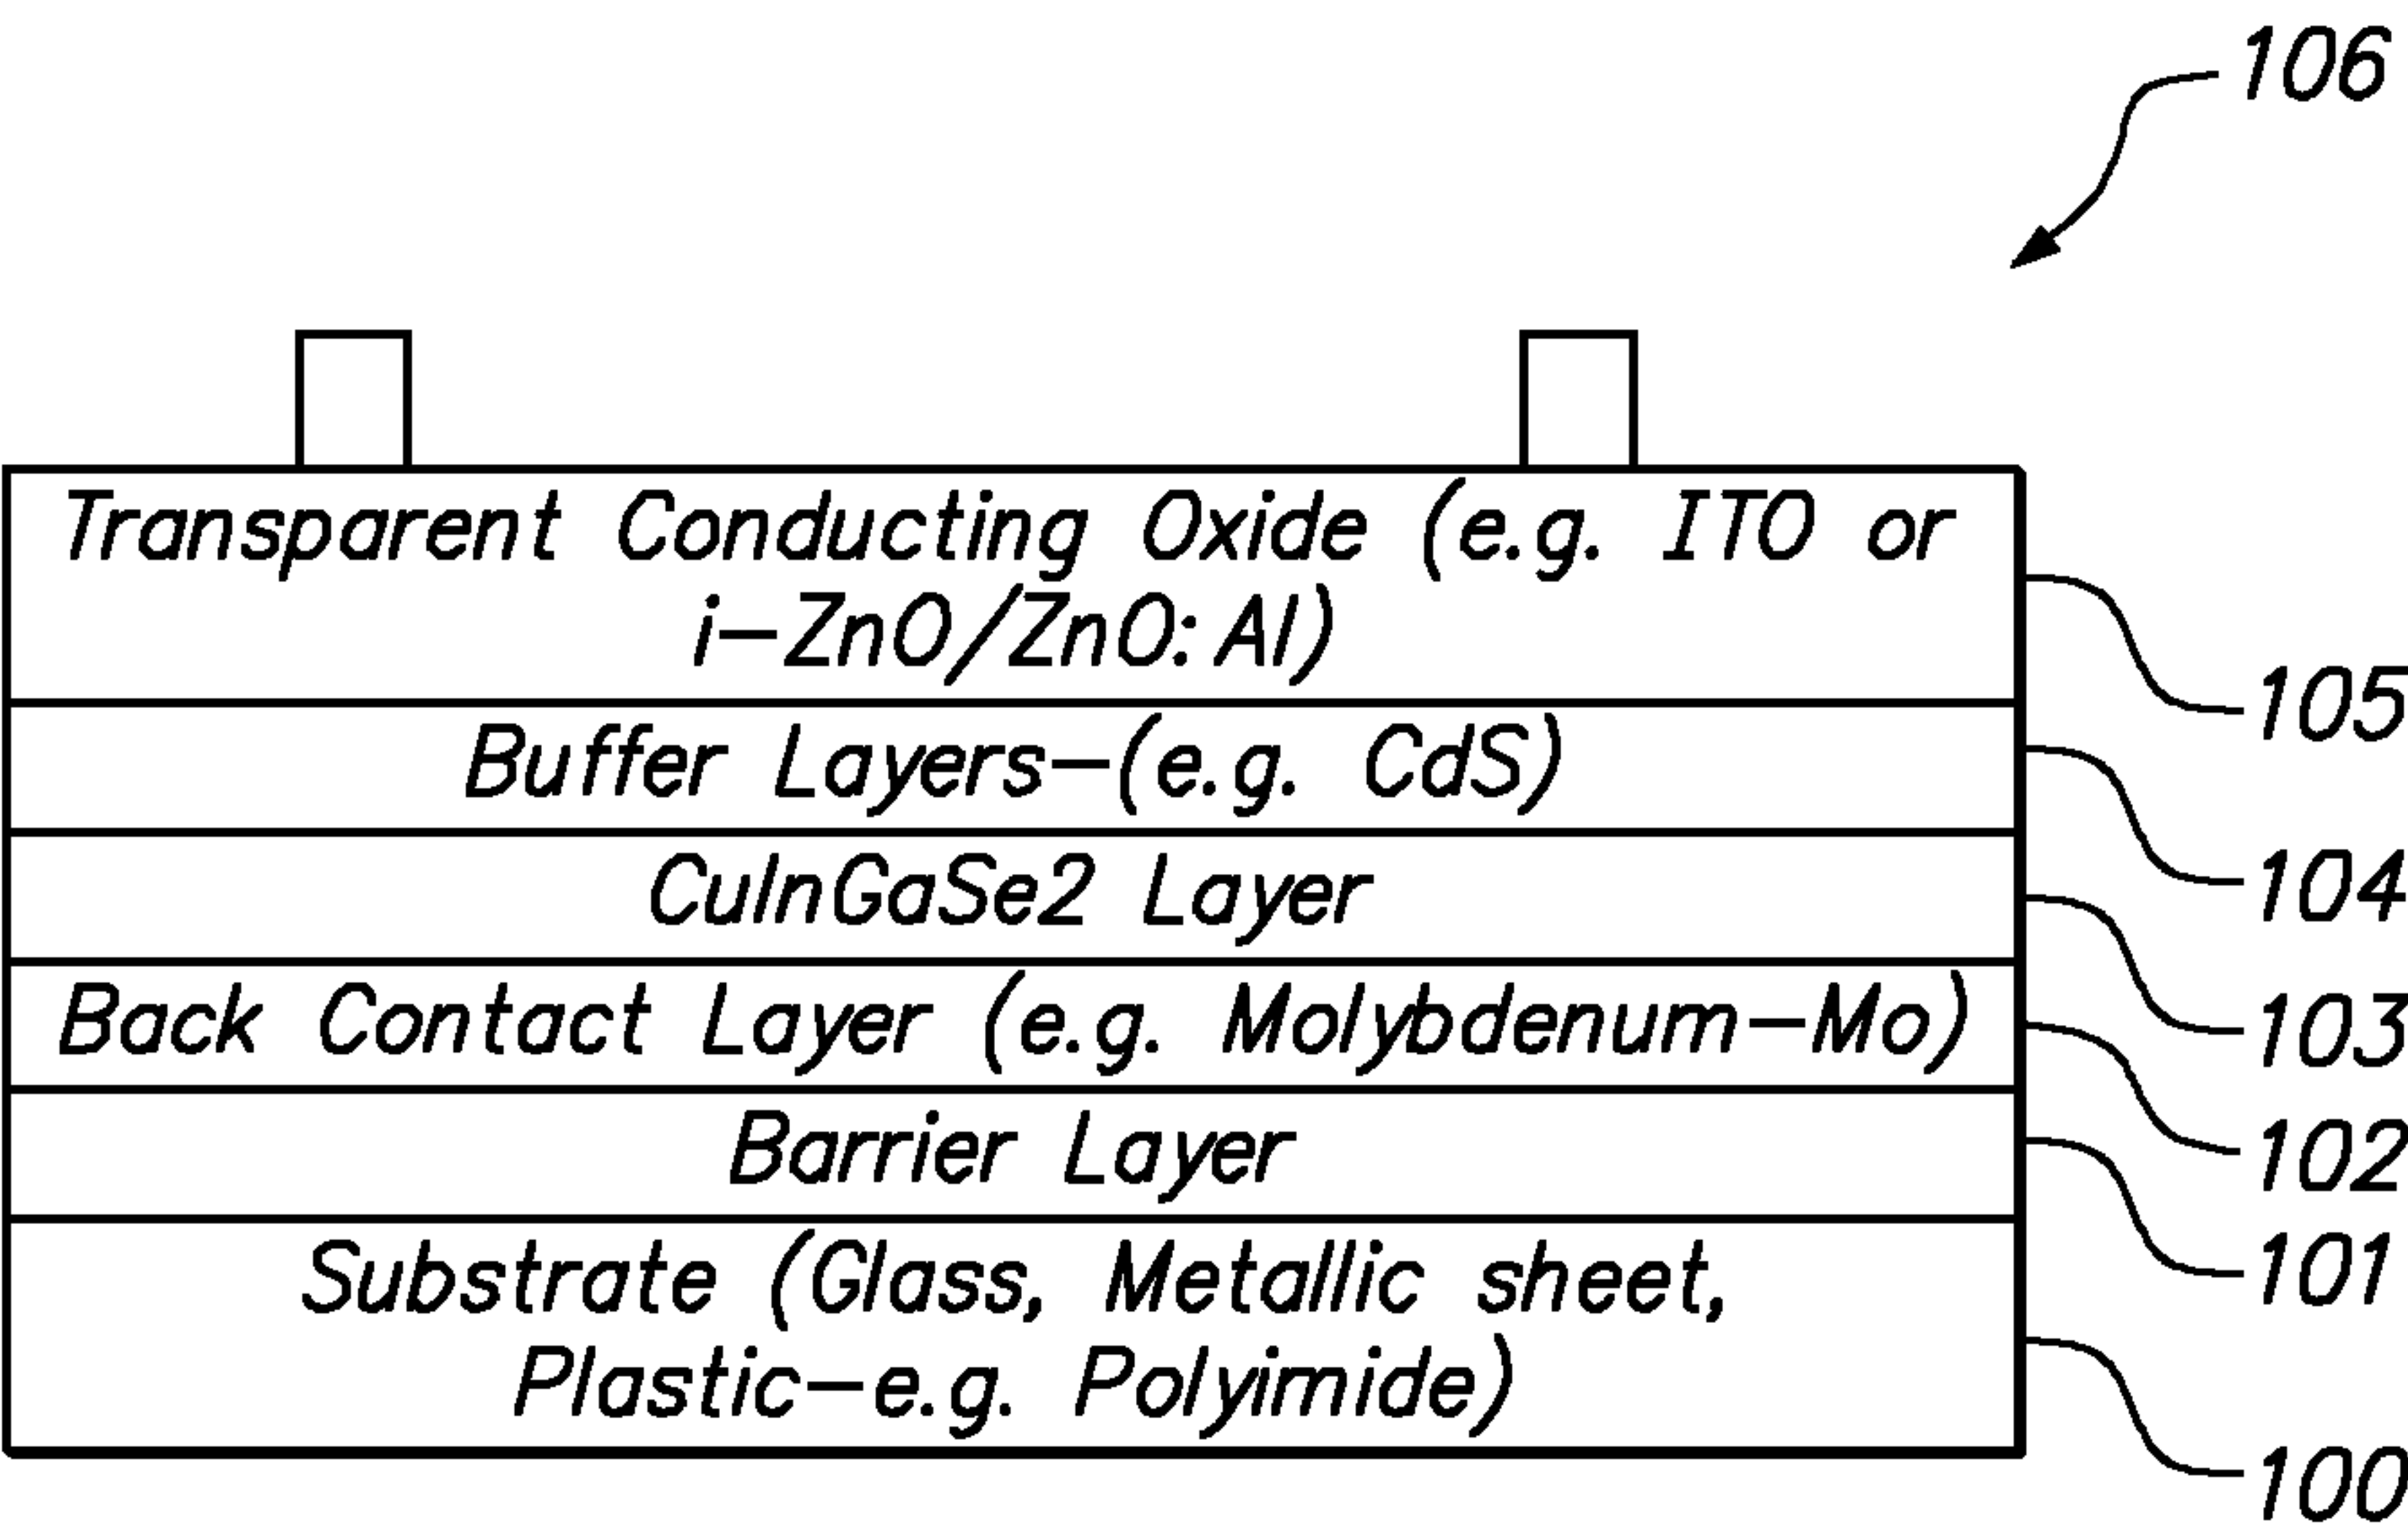 106
Transparent Conducting Oxide (e.g. ITO or
i–ZnO/ZnO:Al)
105
Buffer Layers–(e.g. CdS)
104
CuInGaSe2 Layer
103
Back Contact Layer (e.g. Molybdenum–Mo)
102
Barrier Layer
101
Substrate (Glass, Metallic sheet,
Plastic–e.g. Polyimide)
100